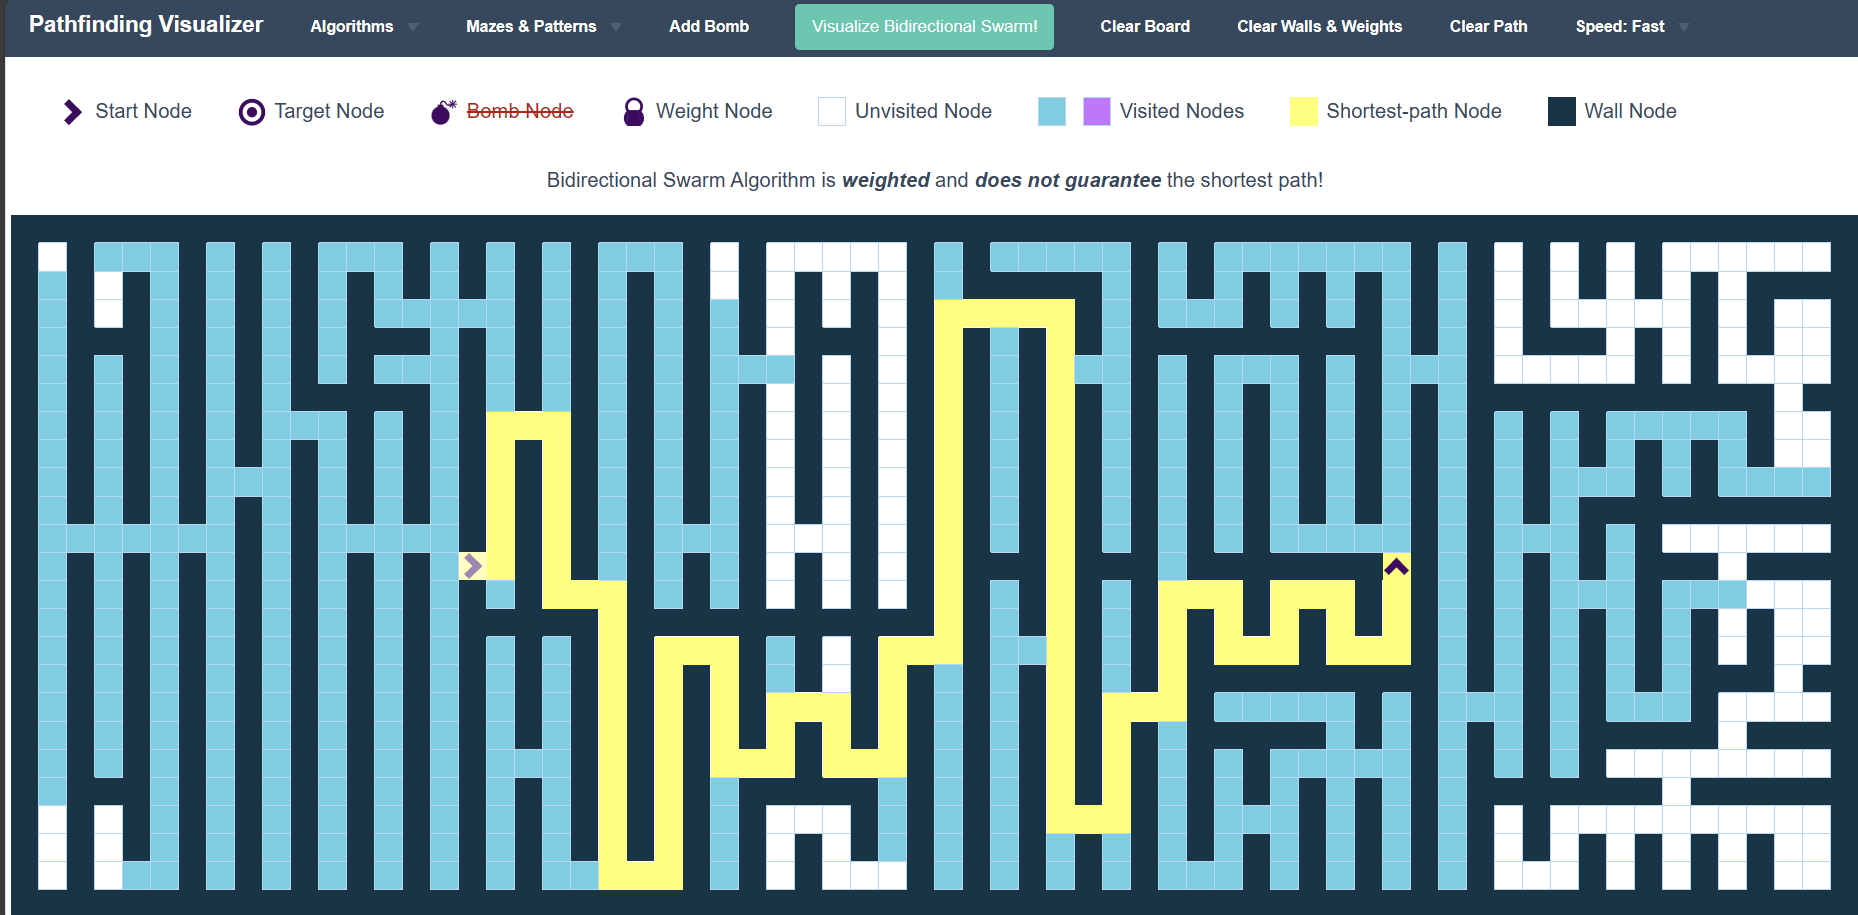 Pathfinding Visualizer Algorithms Mazes & Patterns Add Bomb Visualize Bidirectional Swarm! Clear Board Clear Walls & Weights Clear Path Speed: Fast
Start Node Target Node Bomb Node Weight Node Unvisited Node Visited Nodes Shortest-path Node Wall Node
Bidirectional Swarm Algorithm is weighted and does not guarantee the shortest path!